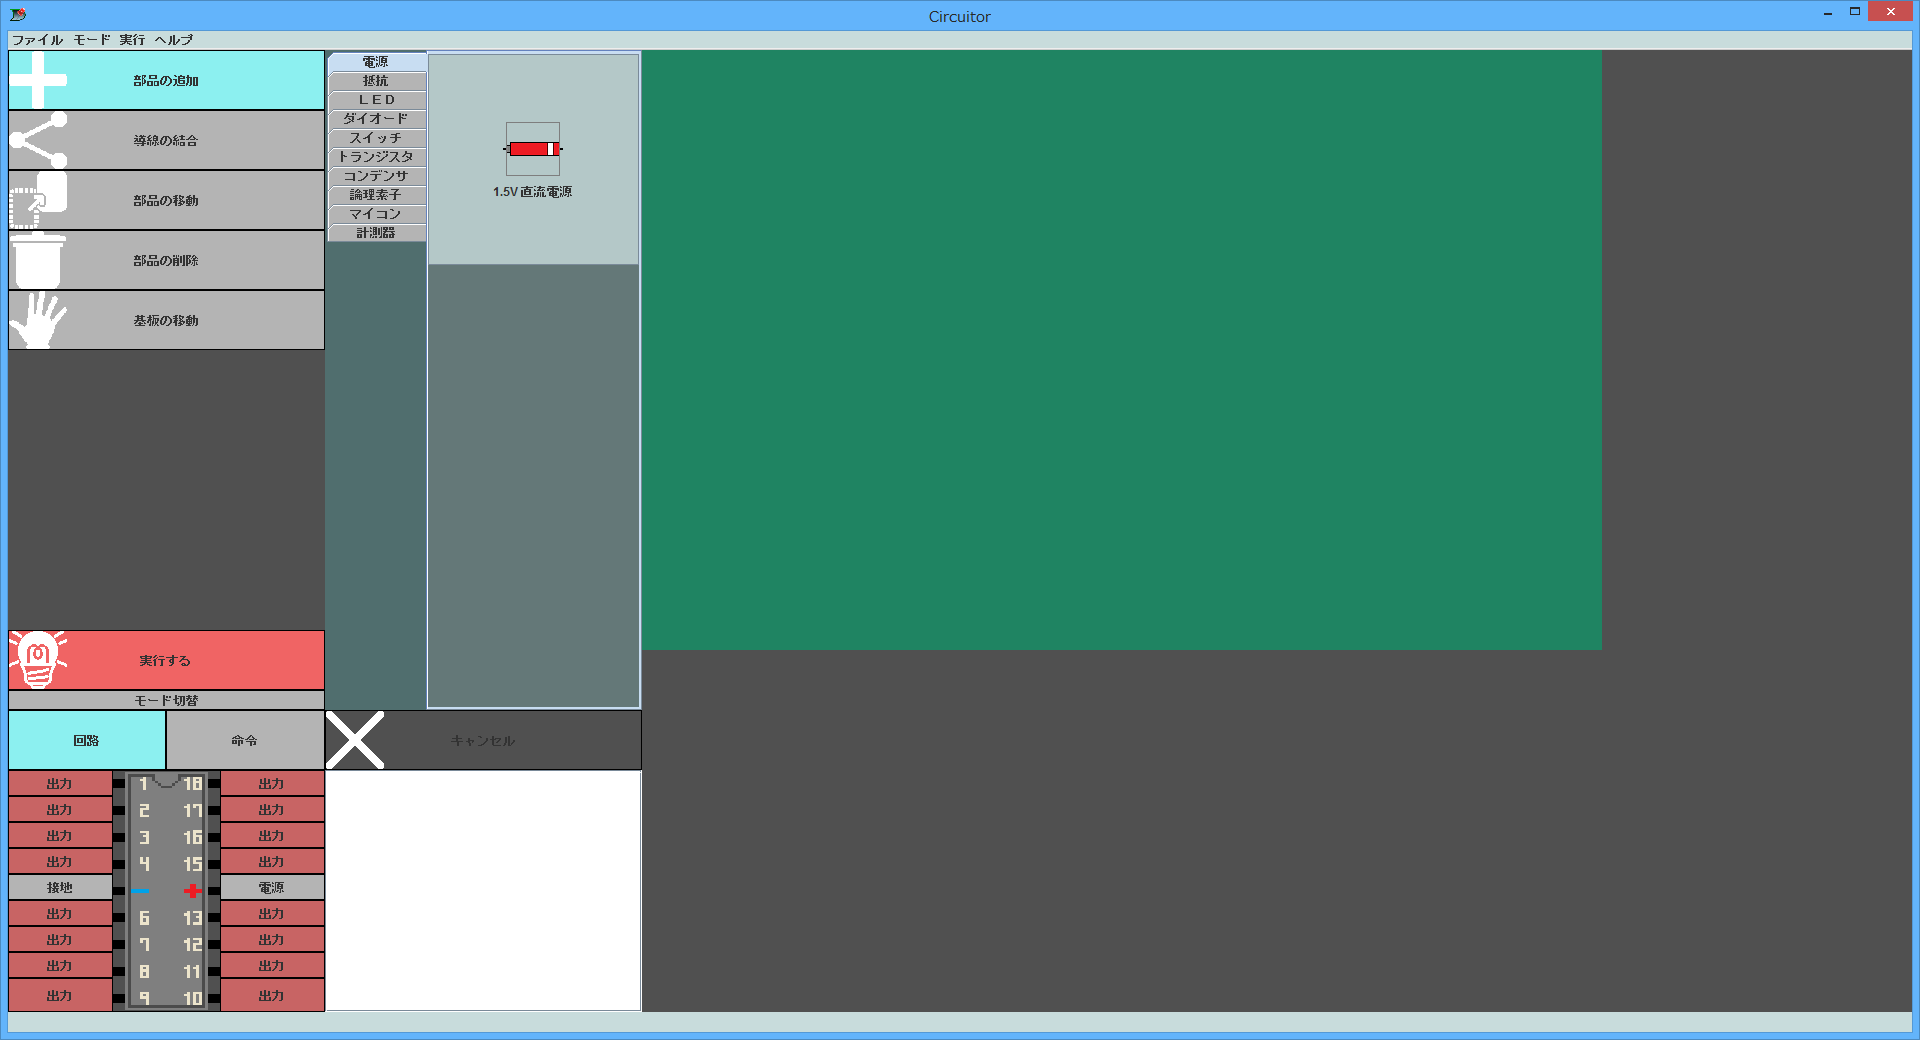 Circuitor
ファイル モード 実行 ヘルプ
部品の追加
導線の結合
部品の移動
部品の削除
基板の移動
電源
抵抗
ＬＥＤ
ダイオード
スイッチ
トランジスタ
コンデンサ
論理素子
マイコン
計測器
1.5V 直流電源
実行する
モード切替
回路 命令
キャンセル
出力 1 18 出力
出力 2 17 出力
出力 3 16 出力
出力 4 15 出力
接地 電源
出力 6 13 出力
出力 7 12 出力
出力 8 11 出力
出力 9 10 出力